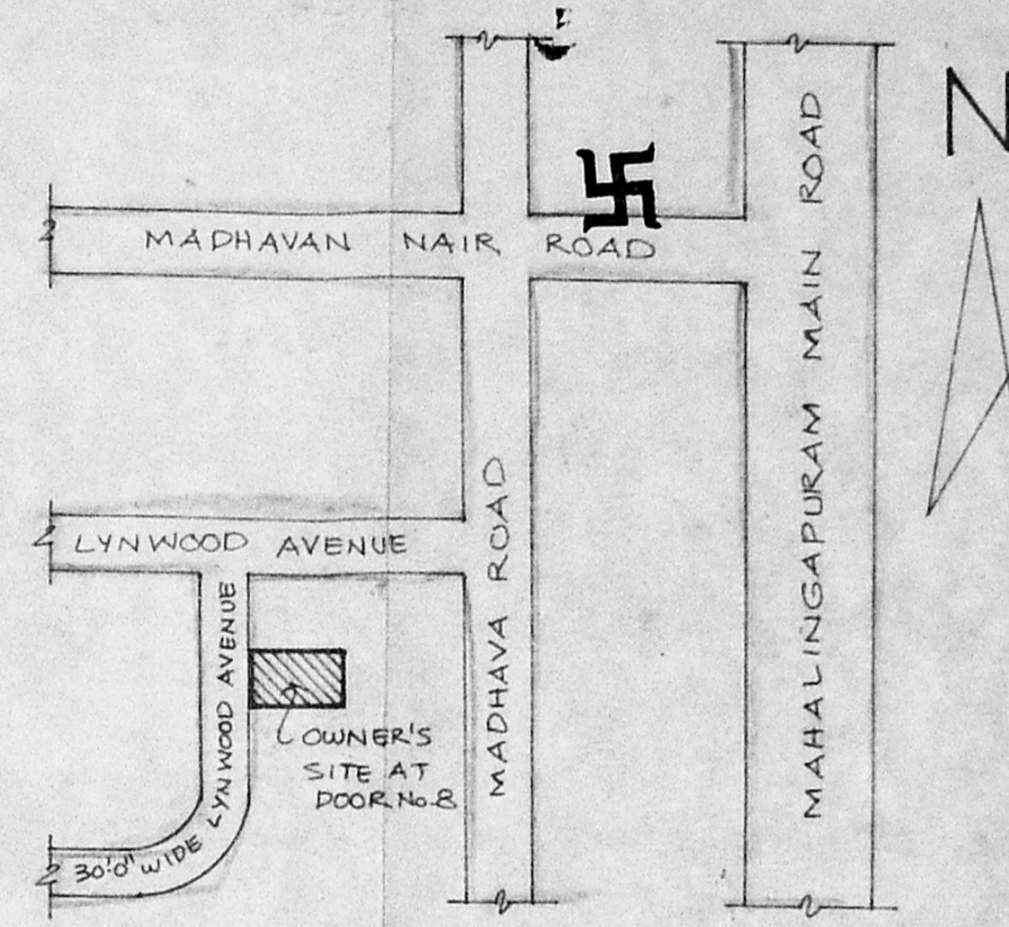 N
MADHAVAN NAIR ROAD
MAHALINGAPURAM MAIN ROAD
MADHAVA ROAD
LYNWOOD AVENUE
LYNWOOD AVENUE
30'0" WIDE
OWNER'S
SITE AT
DOOR No.8